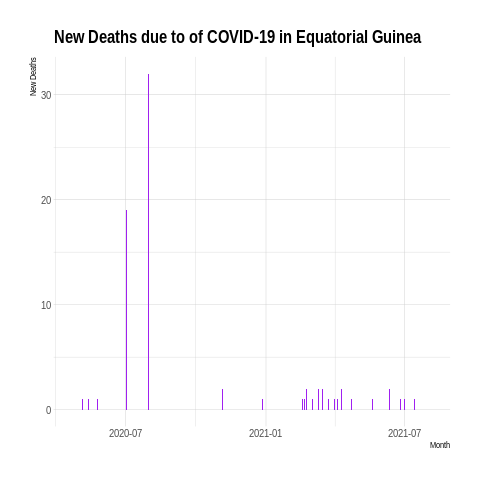 New Deaths due to of COVID-19 in Equatorial Guinea
New Deaths
30
20
10
0
2020-07
2021-01
2021-07
Month